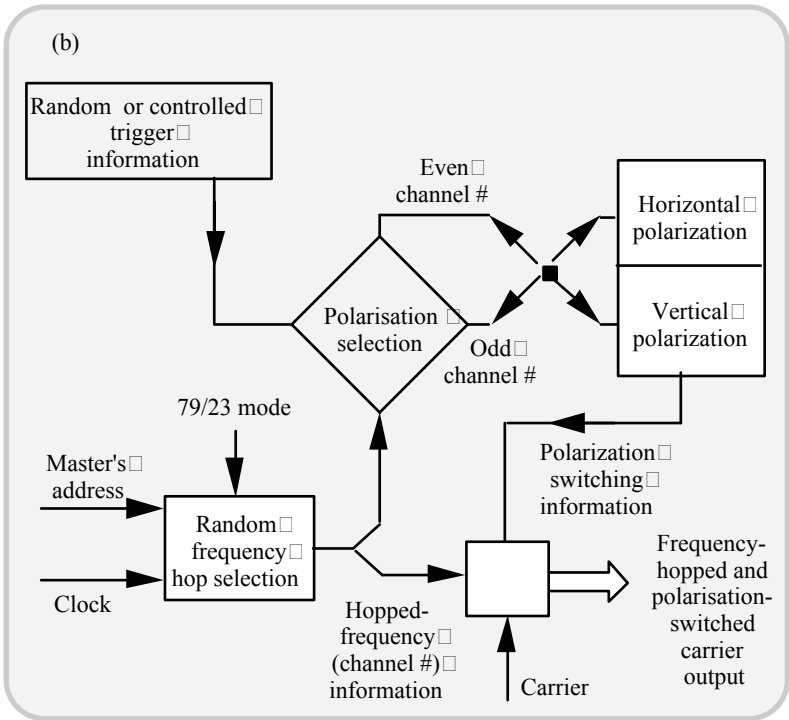 (b)
Random or controlled
trigger
information
Even
channel #
Horizontal
polarization
Polarisation
selection
Vertical
polarization
Odd
channel #
79/23 mode
Master's
address
Polarization
switching
information
Random
frequency
hop selection
Frequency-
hopped and
polarisation-
switched
carrier
output
Clock
Hopped-
frequency
(channel #)
information
Carrier